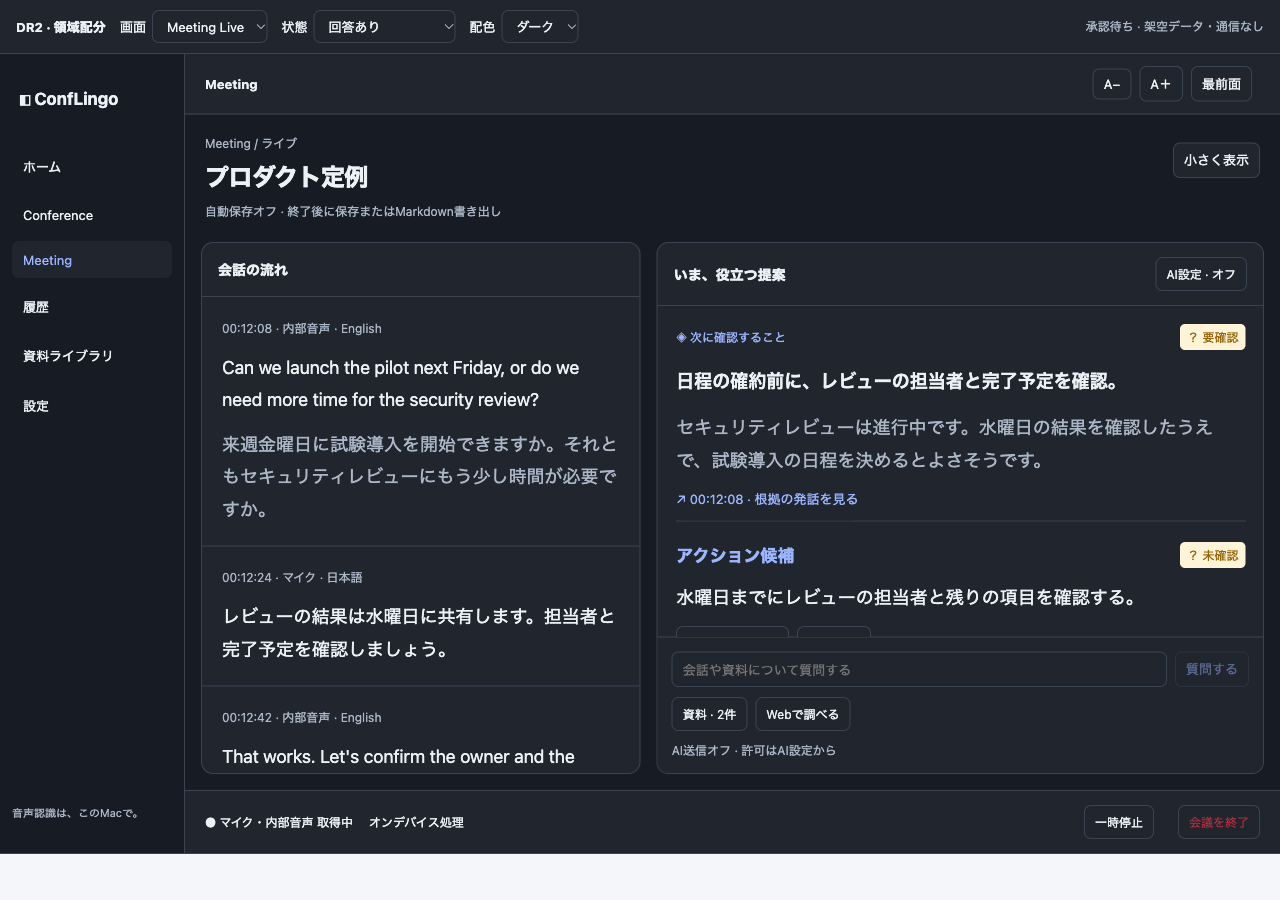 DR2 · 領域配分 画面 Meeting Live 状態 回答あり 配色 ダーク 承認待ち · 架空データ・通信なし
ConfLingo
ホーム
Conference
Meeting
履歴
資料ライブラリ
設定
音声認識は、このMacで。
Meeting A− A＋ 最前面
Meeting / ライブ
プロダクト定例
小さく表示
自動保存オフ · 終了後に保存またはMarkdown書き出し
会話の流れ
00:12:08 · 内部音声 · English
Can we launch the pilot next Friday, or do we
need more time for the security review?
来週金曜日に試験導入を開始できますか。それと
もセキュリティレビューにもう少し時間が必要で
すか。
00:12:24 · マイク · 日本語
レビューの結果は水曜日に共有します。担当者と
完了予定を確認しましょう。
00:12:42 · 内部音声 · English
That works. Let's confirm the owner and the
いま、役立つ提案 AI設定 · オフ
◈ 次に確認すること ? 要確認
日程の確約前に、レビューの担当者と完了予定を確認。
セキュリティレビューは進行中です。水曜日の結果を確認したうえ
で、試験導入の日程を決めるとよさそうです。
↗ 00:12:08 · 根拠の発話を見る
アクション候補 ? 未確認
水曜日までにレビューの担当者と残りの項目を確認する。
会話や資料について質問する 質問する
資料 · 2件 Webで調べる
AI送信オフ · 許可はAI設定から
● マイク・内部音声 取得中 オンデバイス処理 一時停止 会議を終了